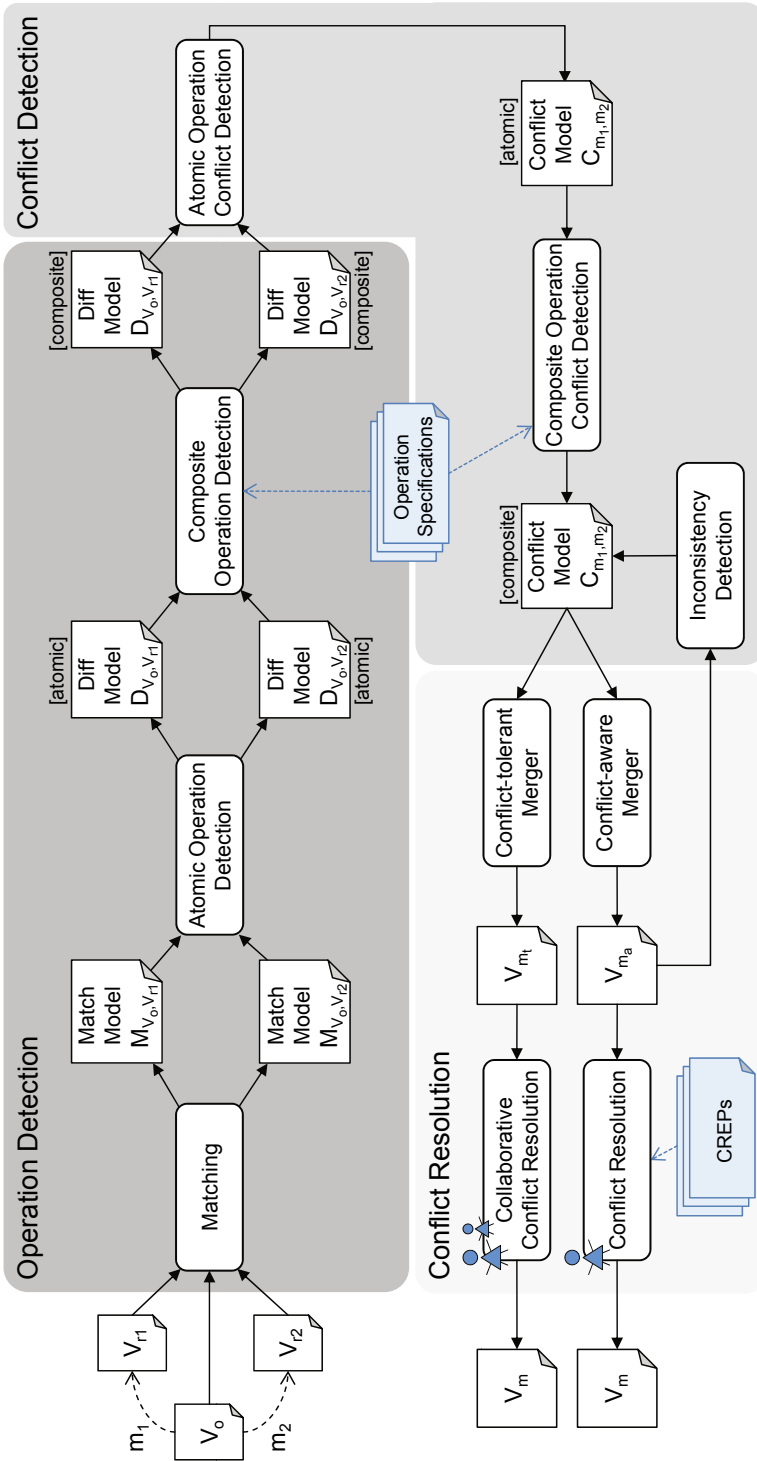 Operation Detection
m1
Vr1
Vo
m2
Vr2
Matching
Match
Model
MVo,Vr1
Match
Model
MVo,Vr2
Atomic Operation
Detection
[atomic]
Diff
Model
DVo,Vr1
Diff
Model
DVo,Vr2
[atomic]
Composite
Operation Detection
[composite]
Diff
Model
DVo,Vr1
Diff
Model
DVo,Vr2
[composite]
Conflict Detection
Atomic Operation
Conflict Detection
[atomic]
Conflict
Model
Cm1,m2
Operation
Specifications
Composite Operation
Conflict Detection
[composite]
Conflict
Model
Cm1,m2
Inconsistency
Detection
Conflict Resolution
Conflict-tolerant
Merger
Conflict-aware
Merger
Vmt
Vma
Collaborative
Conflict Resolution
Conflict Resolution
CREPs
Vm
Vm